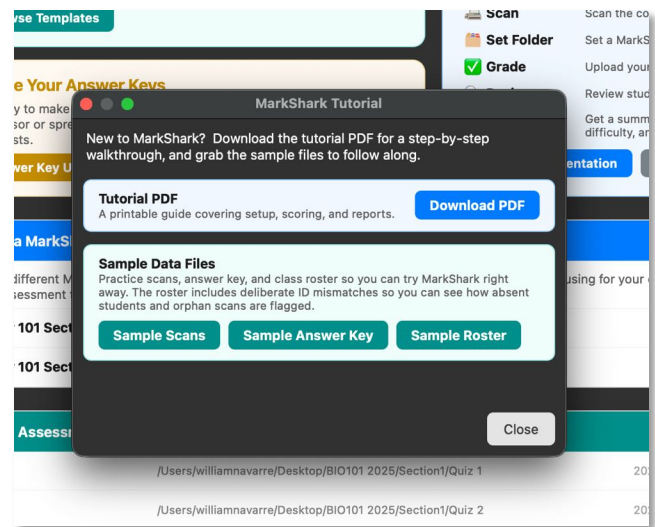 wse Templates
Scan
Scan the co
Set Folder
Set a MarkS
Grade
Upload your
Review stud
Get a summ
difficulty, an
entation
e Your Answer Keys
y to make
sor or spre
sts.
wer Key U
MarkShark Tutorial
New to MarkShark? Download the tutorial PDF for a step-by-step
walkthrough, and grab the sample files to follow along.
Tutorial PDF
A printable guide covering setup, scoring, and reports.
Download PDF
Sample Data Files
Practice scans, answer key, and class roster so you can try MarkShark right
away. The roster includes deliberate ID mismatches so you can see how absent
students and orphan scans are flagged.
Sample Scans
Sample Answer Key
Sample Roster
Close
a MarkS
different M
using for your
sessment
101 Sect
101 Sect
Assess
/Users/williamnavarre/Desktop/BIO101 2025/Section1/Quiz 1
20
/Users/williamnavarre/Desktop/BIO101 2025/Section1/Quiz 2
20